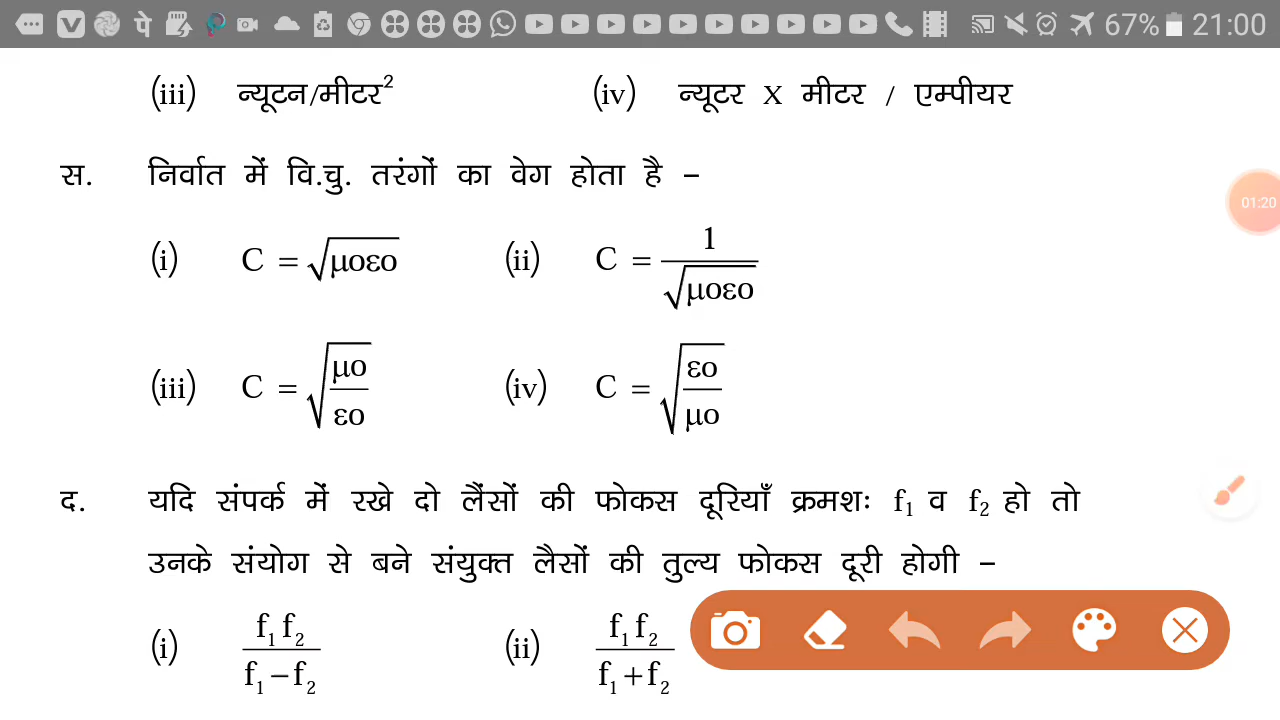 67% 21:00
(iii) न्यूटन/मीटर² (iv) न्यूटर X मीटर / एम्पीयर
स. निर्वात में वि.चु. तरंगों का वेग होता है –
01:20
(i) C = √μoεo (ii) C = 1/√μoεo
(iii) C = √(μo/εo) (iv) C = √(εo/μo)
द. यदि संपर्क में रखे दो लैंसों की फोकस दूरियाँ क्रमशः f₁ व f₂ हो तो
उनके संयोग से बने संयुक्त लैसों की तुल्य फोकस दूरी होगी –
(i) f₁f₂/f₁–f₂ (ii) f₁f₂/f₁+f₂